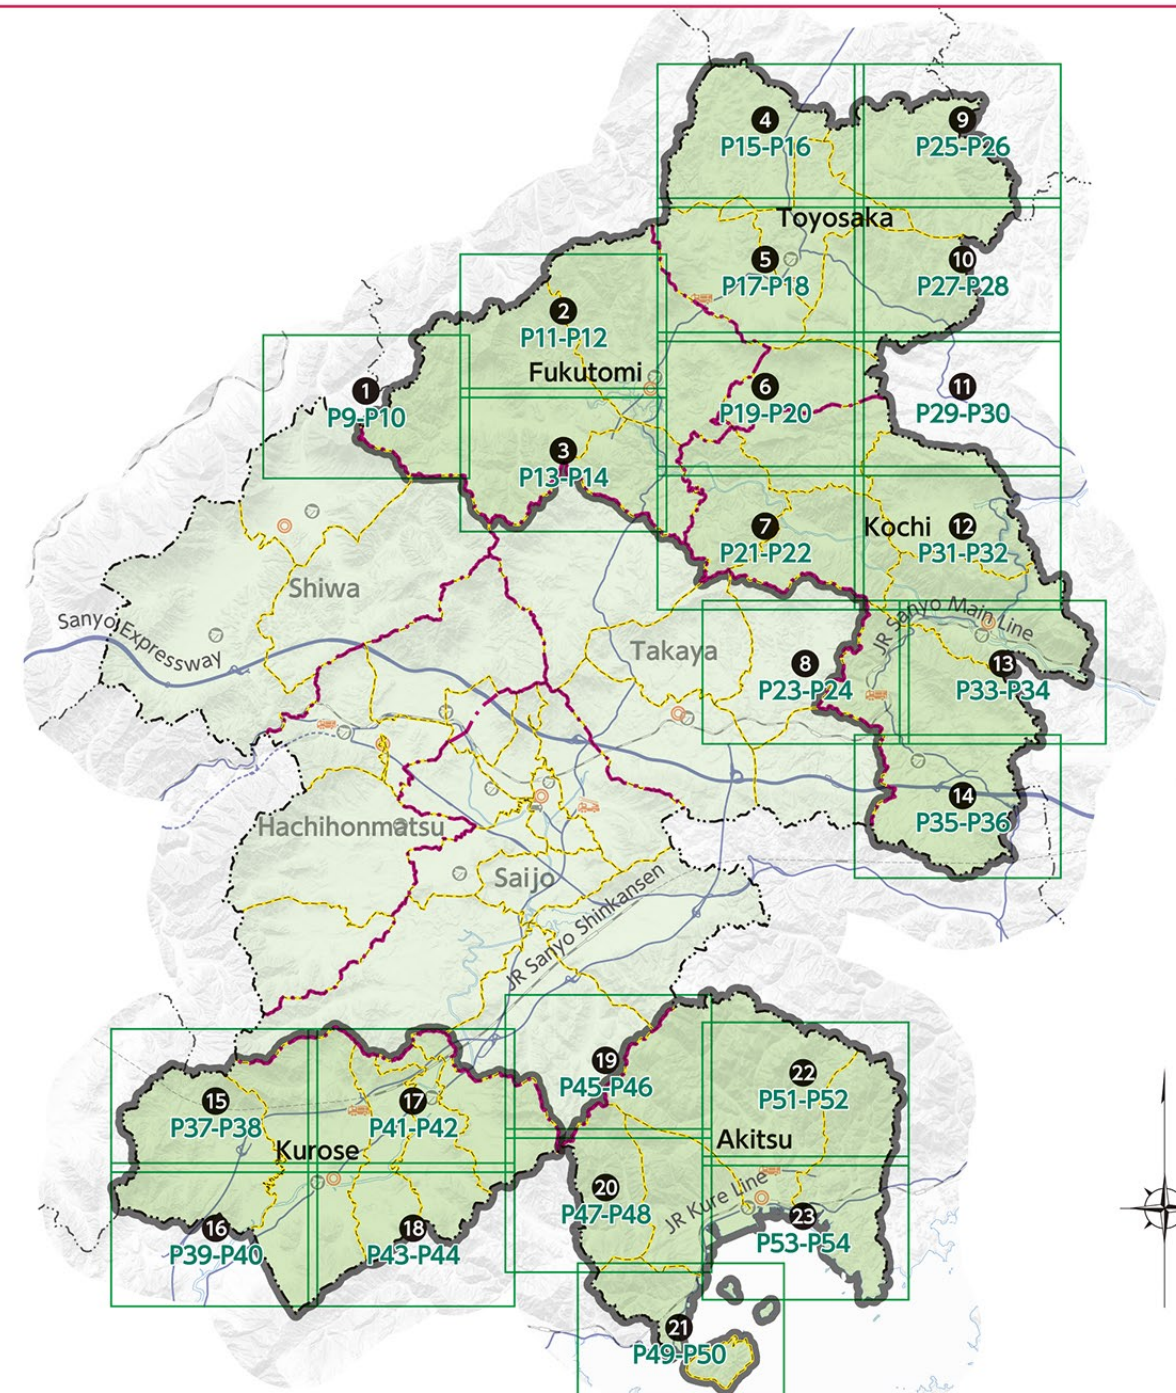 4
P15-P16
9
P25-P26
Toyosaka
5
P17-P18
10
P27-P28
2
P11-P12
Fukutomi
1
P9-P10
6
P19-P20
11
P29-P30
3
P13-P14
7
P21-P22
Kochi
12
P31-P32
Shiwa
Sanyo Expressway
JR Sanyo Main Line
Takaya
8
P23-P24
13
P33-P34
14
P35-P36
Hachihonmatsu
Saijo
JR Sanyo Shinkansen
19
P45-P46
22
P51-P52
15
P37-P38
17
P41-P42
Kurose
Akitsu
20
P47-P48
JR Kure Line
16
P39-P40
18
P43-P44
23
P53-P54
21
P49-P50